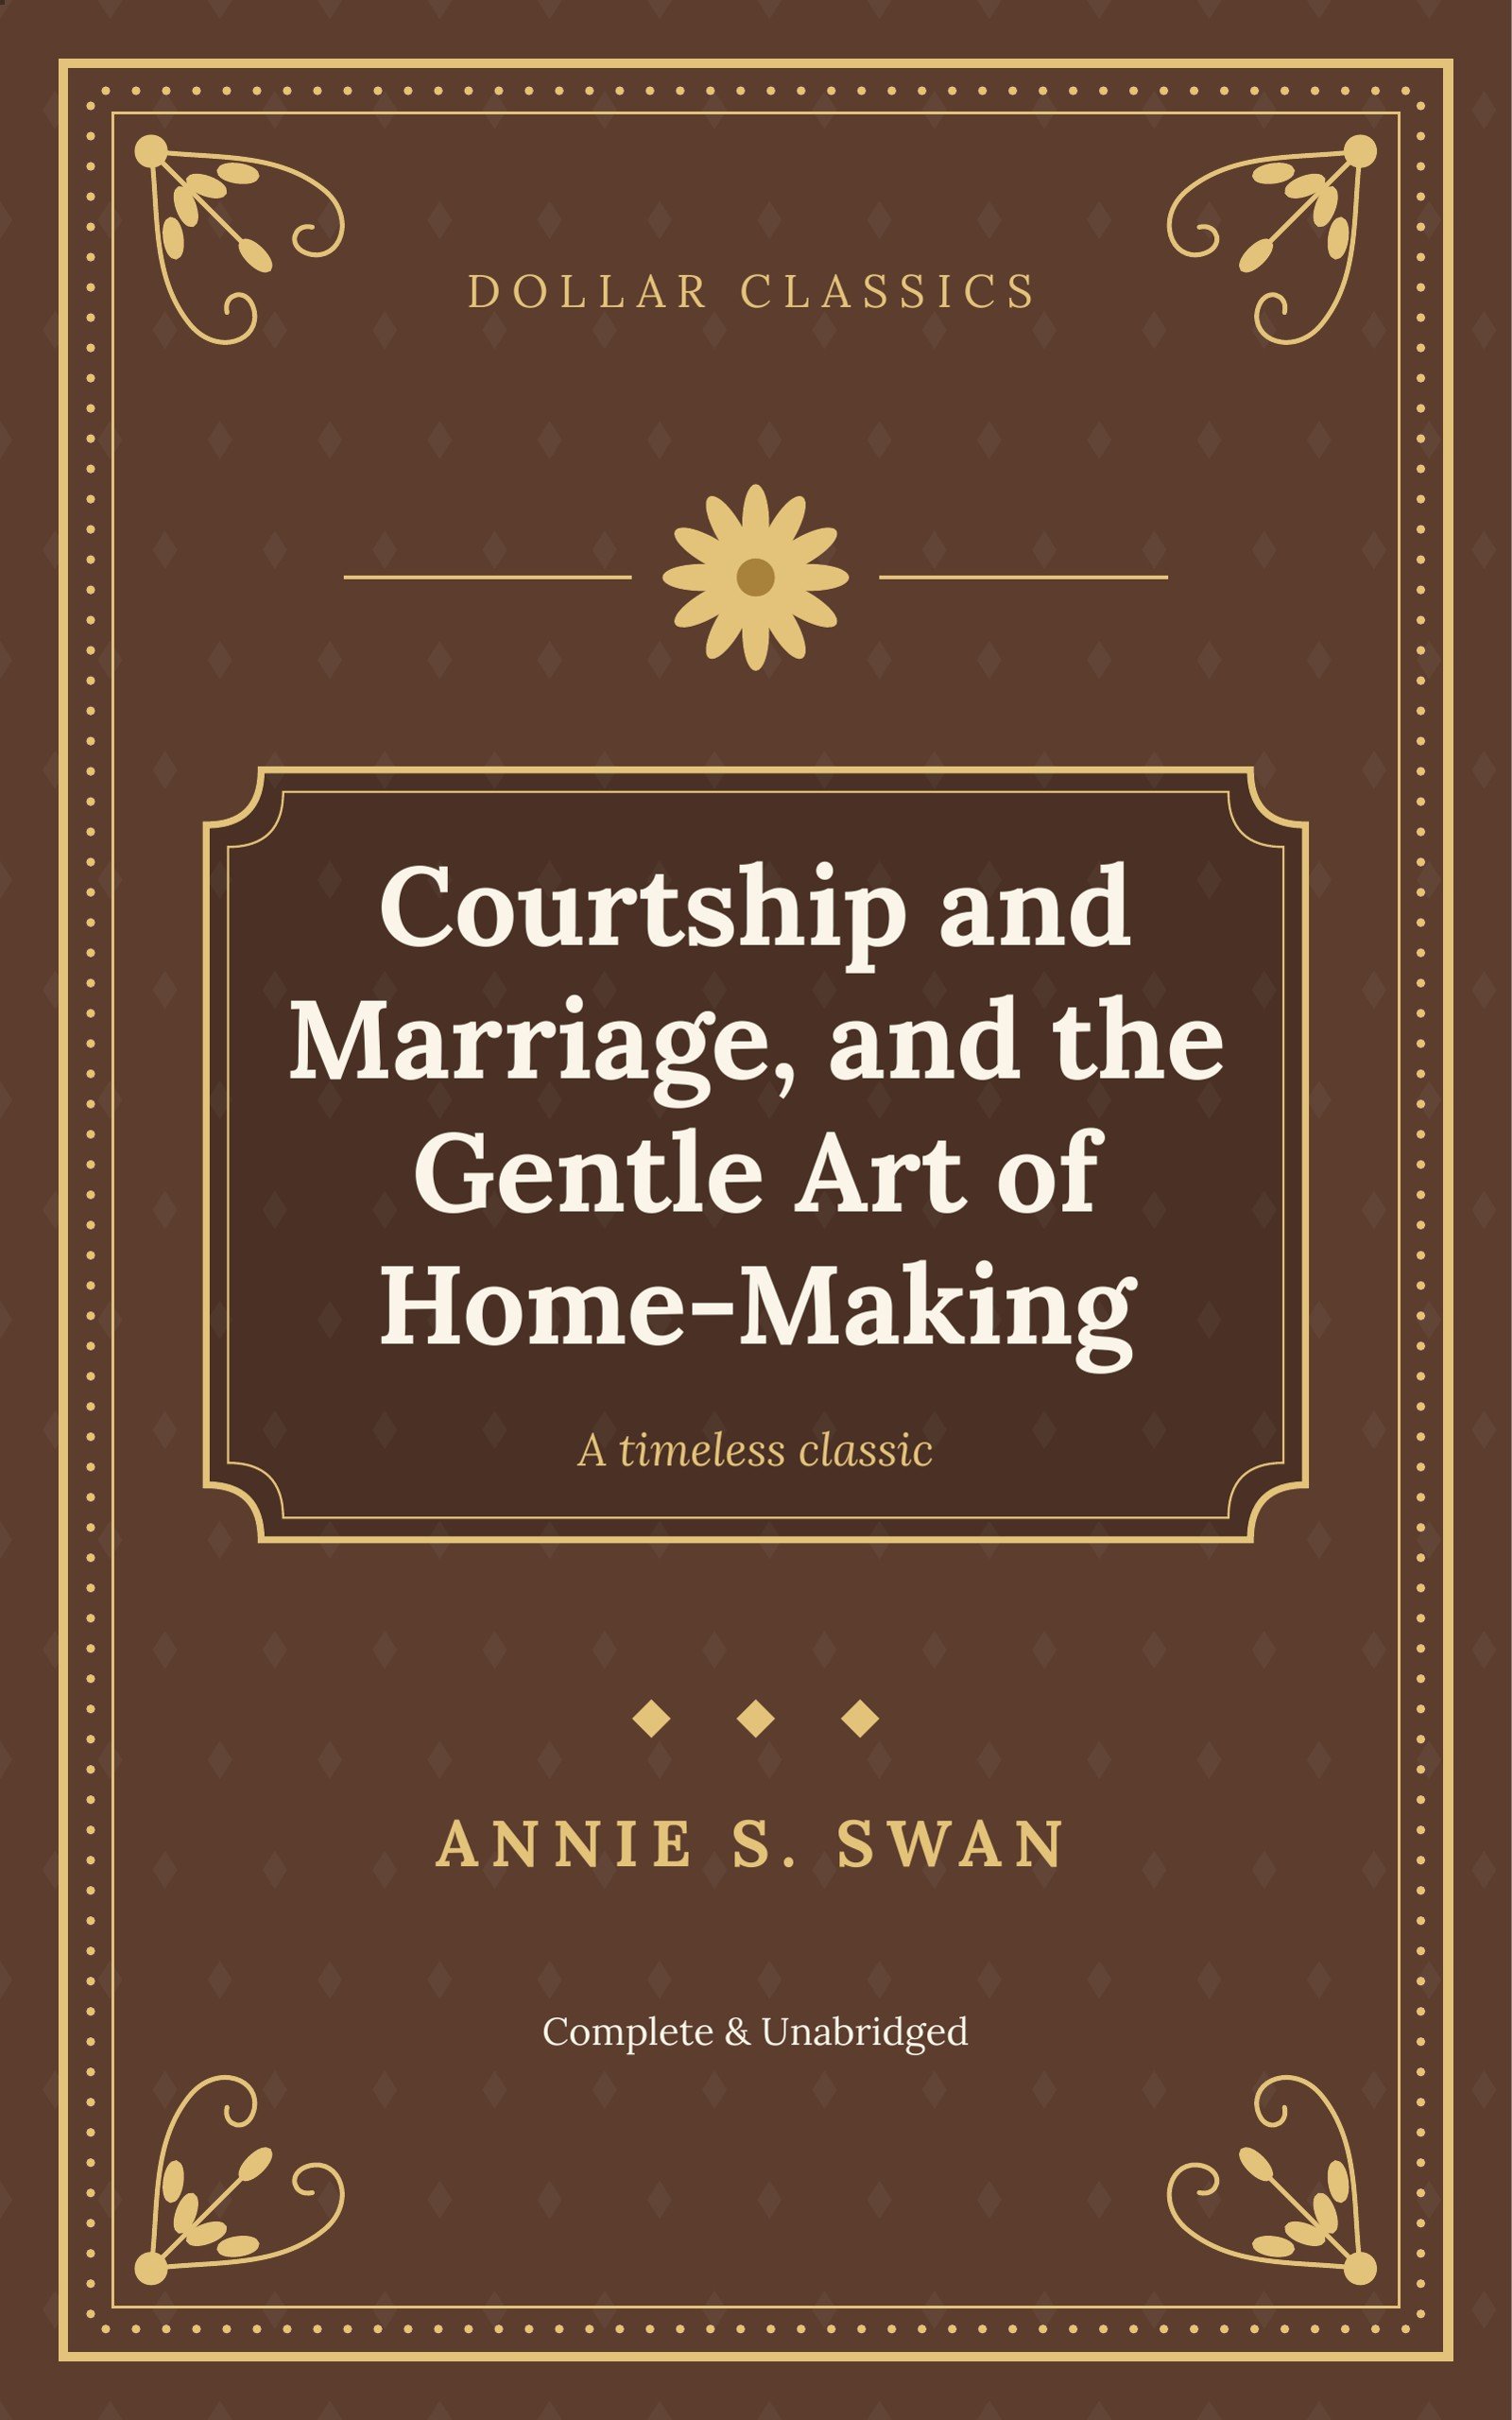 DOLLAR CLASSICS
Courtship and
Marriage, and the
Gentle Art of
Home-Making
A timeless classic
ANNIE S. SWAN
Complete & Unabridged